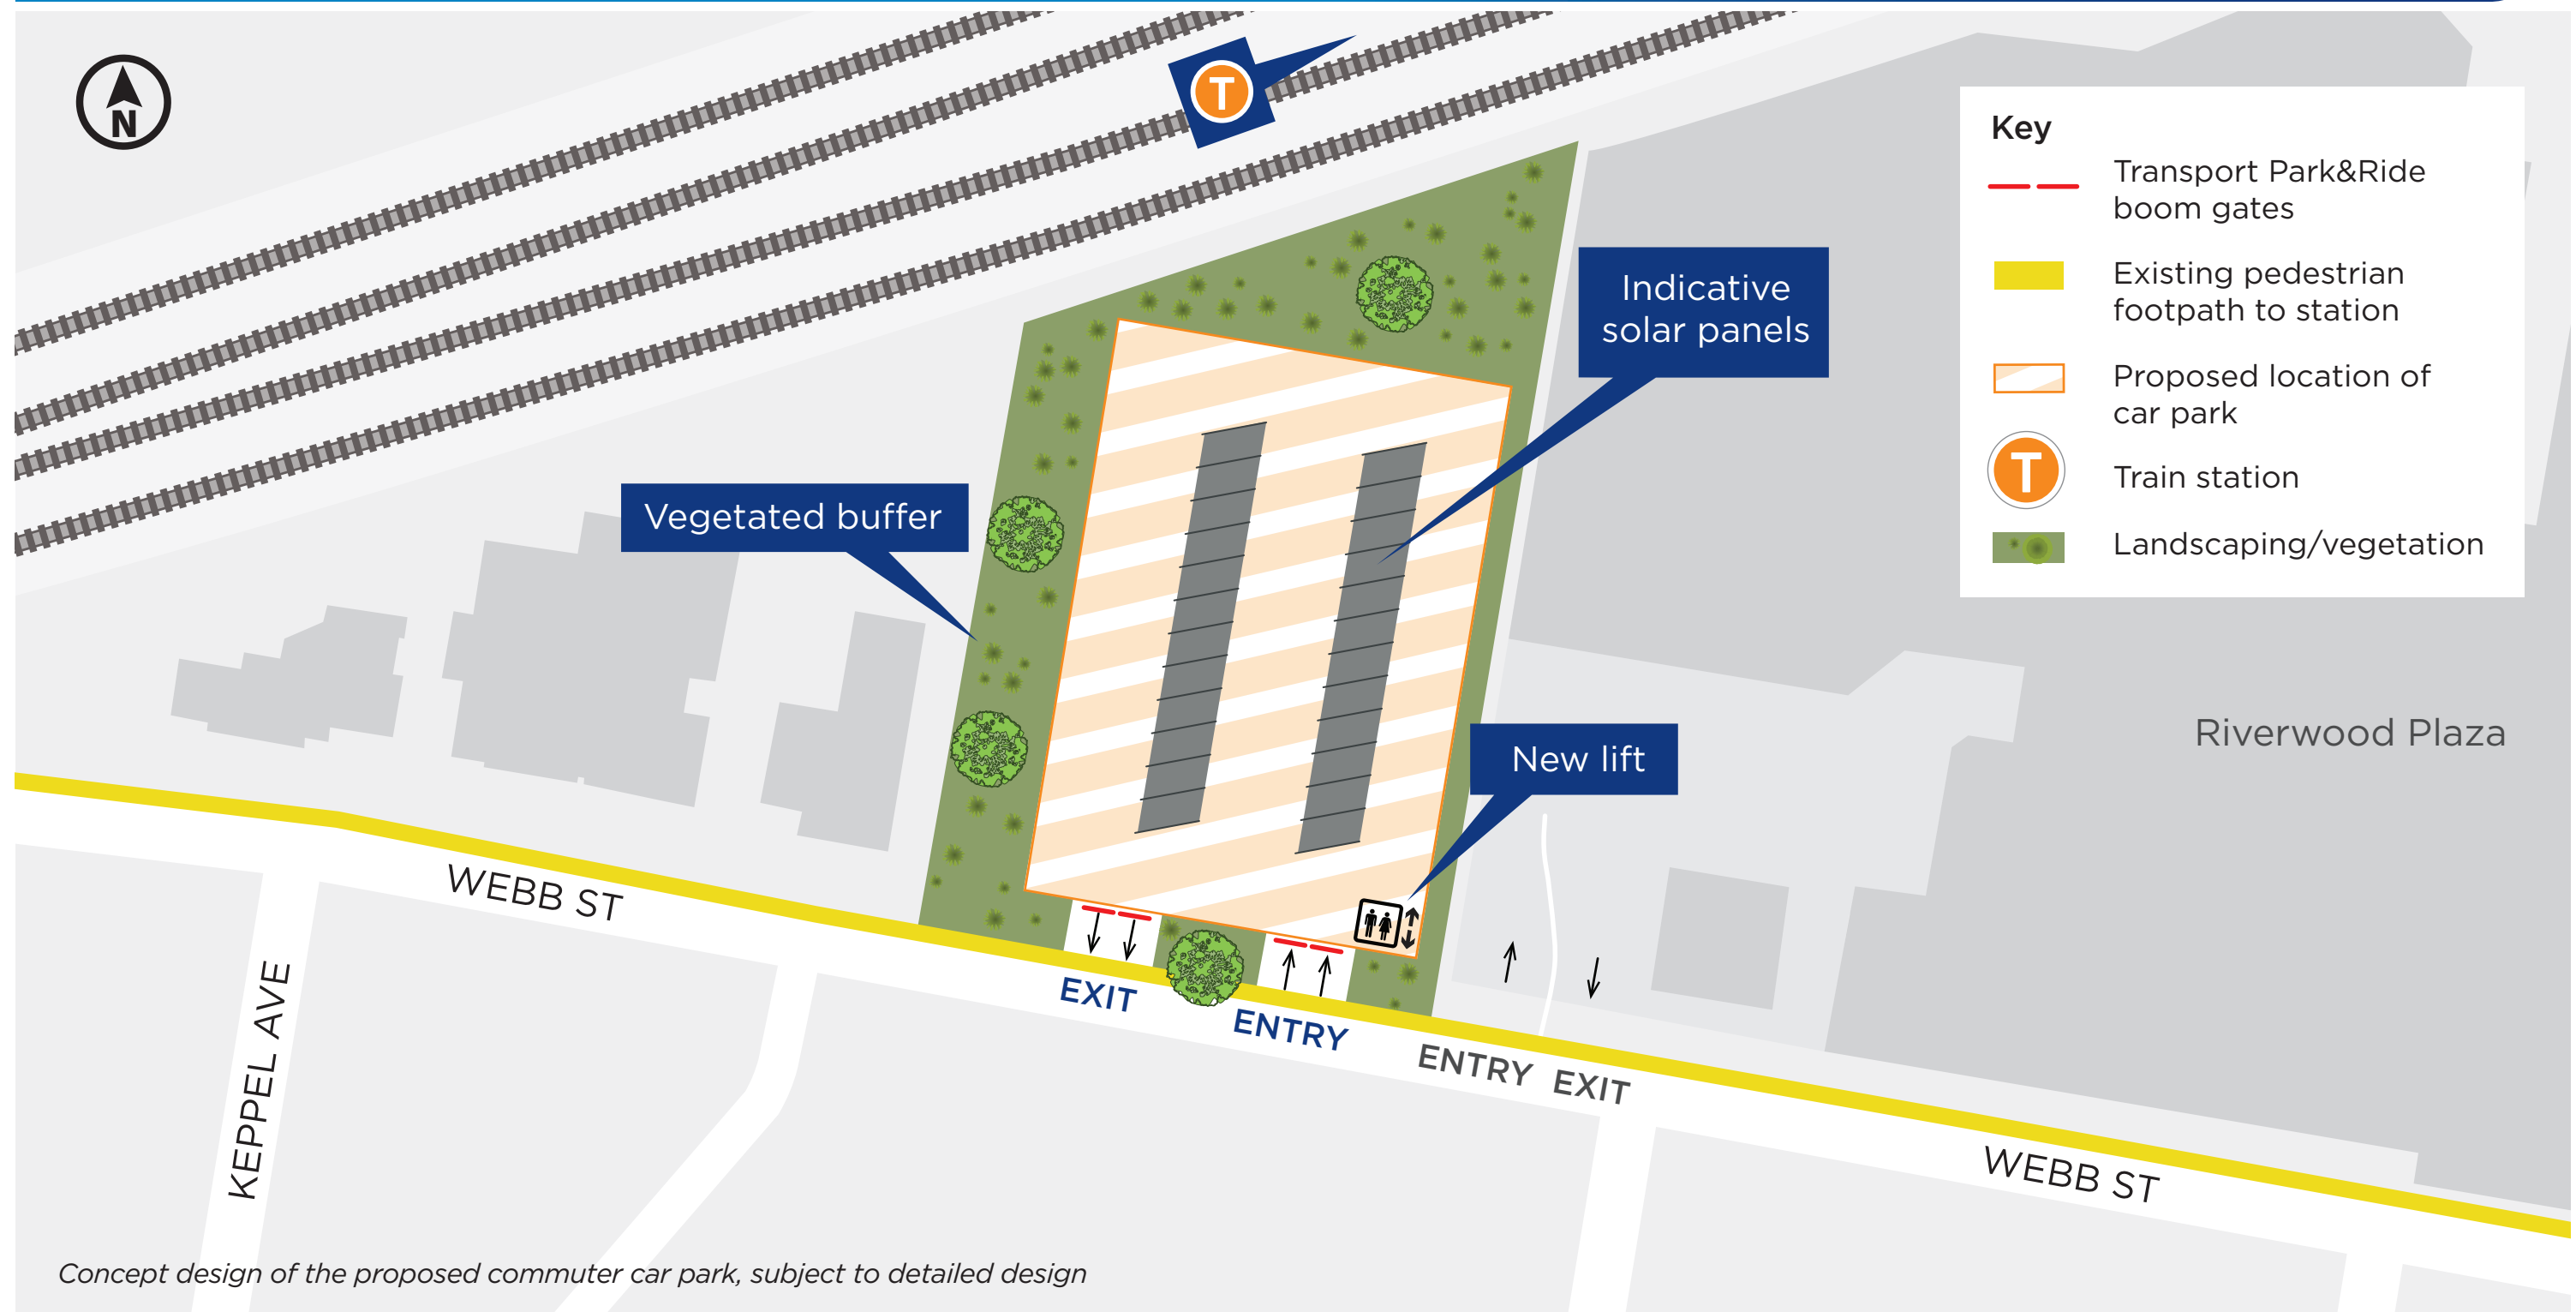 N
T
Key
Transport Park&Ride
boom gates
Existing pedestrian
footpath to station
Proposed location of
car park
T
Train station
Landscaping/vegetation
Indicative
solar panels
Vegetated buffer
New lift
Riverwood Plaza
WEBB ST
EXIT
ENTRY
ENTRY EXIT
KEPPEL AVE
WEBB ST
Concept design of the proposed commuter car park, subject to detailed design